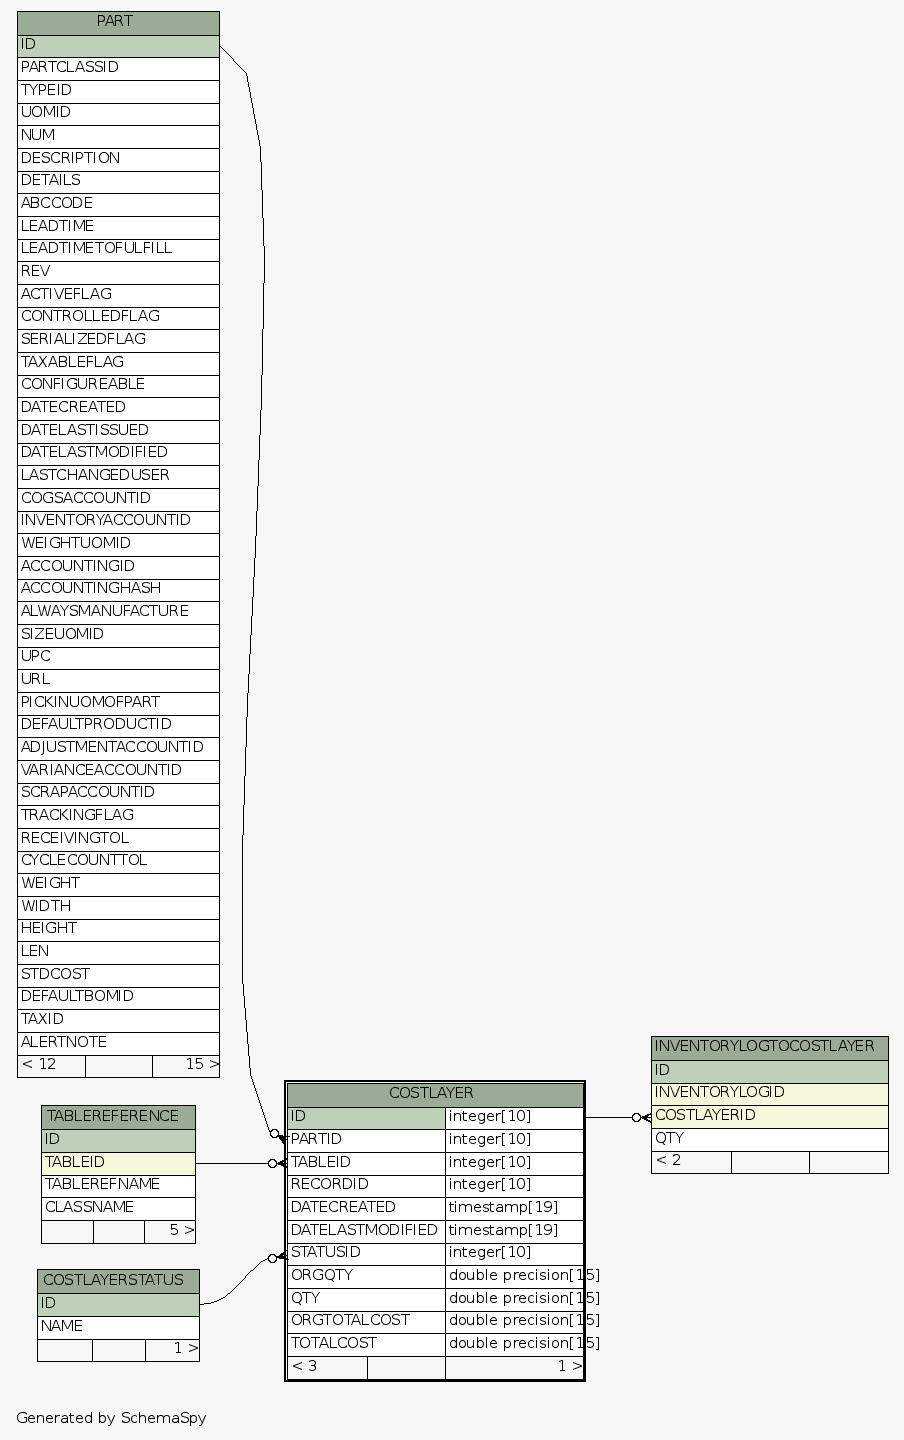 PART
ID
PARTCLASSID
TYPEID
UOMID
NUM
DESCRIPTION
DETAILS
ABCCODE
LEADTIME
LEADTIMETOFULFILL
REV
ACTIVEFLAG
CONTROLLEDFLAG
SERIALIZEDFLAG
TAXABLEFLAG
CONFIGUREABLE
DATECREATED
DATELASTISSUED
DATELASTMODIFIED
LASTCHANGEDUSER
COGSACCOUNTID
INVENTORYACCOUNTID
WEIGHTUOMID
ACCOUNTINGID
ACCOUNTINGHASH
ALWAYSMANUFACTURE
SIZEUOMID
UPC
URL
PICKINUOMOFPART
DEFAULTPRODUCTID
ADJUSTMENTACCOUNTID
VARIANCEACCOUNTID
SCRAPACCOUNTID
TRACKINGFLAG
RECEIVINGTOL
CYCLECOUNTTOL
WEIGHT
WIDTH
HEIGHT
LEN
STDCOST
DEFAULTBOMID
TAXID
ALERTNOTE
< 12 15 >
TABLEREFERENCE
ID
TABLEID
TABLEREFNAME
CLASSNAME
5 >
COSTLAYERSTATUS
ID
NAME
1 >
COSTLAYER
ID integer[10]
PARTID integer[10]
TABLEID integer[10]
RECORDID integer[10]
DATECREATED timestamp[19]
DATELASTMODIFIED timestamp[19]
STATUSID integer[10]
ORGQTY double precision[15]
QTY double precision[15]
ORGTOTALCOST double precision[15]
TOTALCOST double precision[15]
< 3 1 >
INVENTORYLOGTOCOSTLAYER
ID
INVENTORYLOGID
COSTLAYERID
QTY
< 2
Generated by SchemaSpy